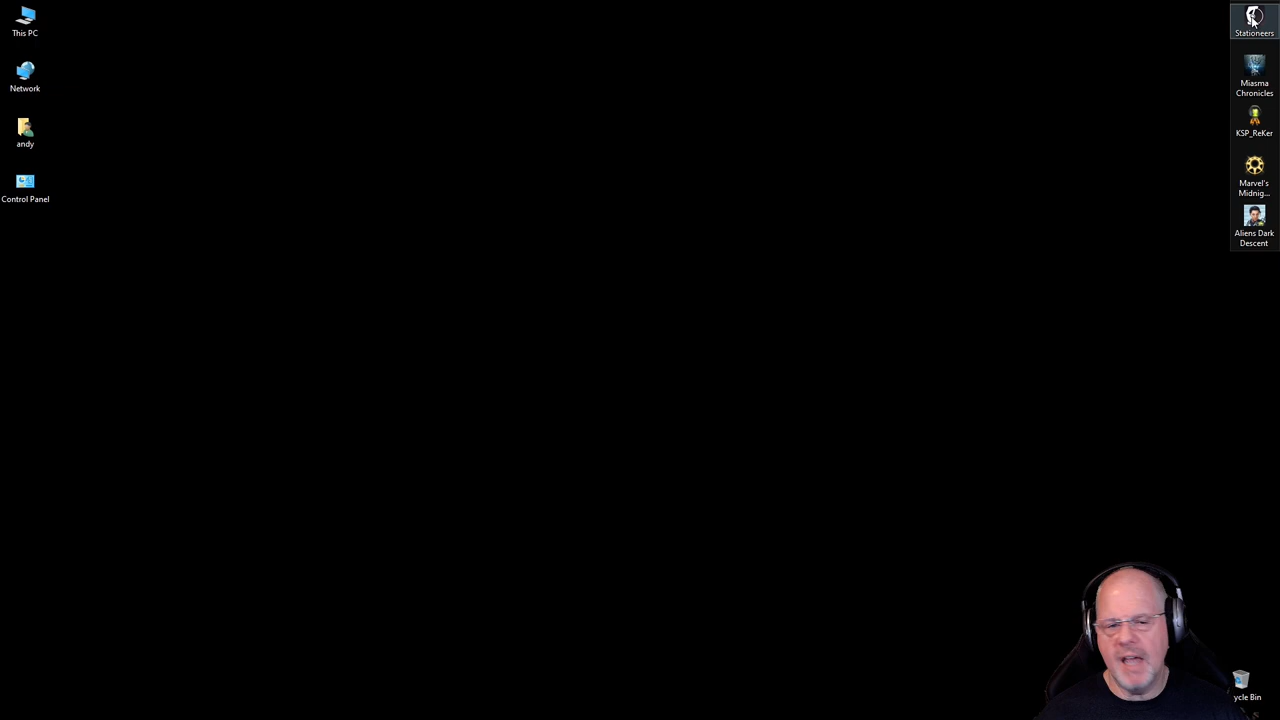 This PC
Network
andy
Control Panel
Stationeers
Miasma
Chronicles
KSP_ReKer
Marvel's
Midnig...
Aliens Dark
Descent
ycle Bin